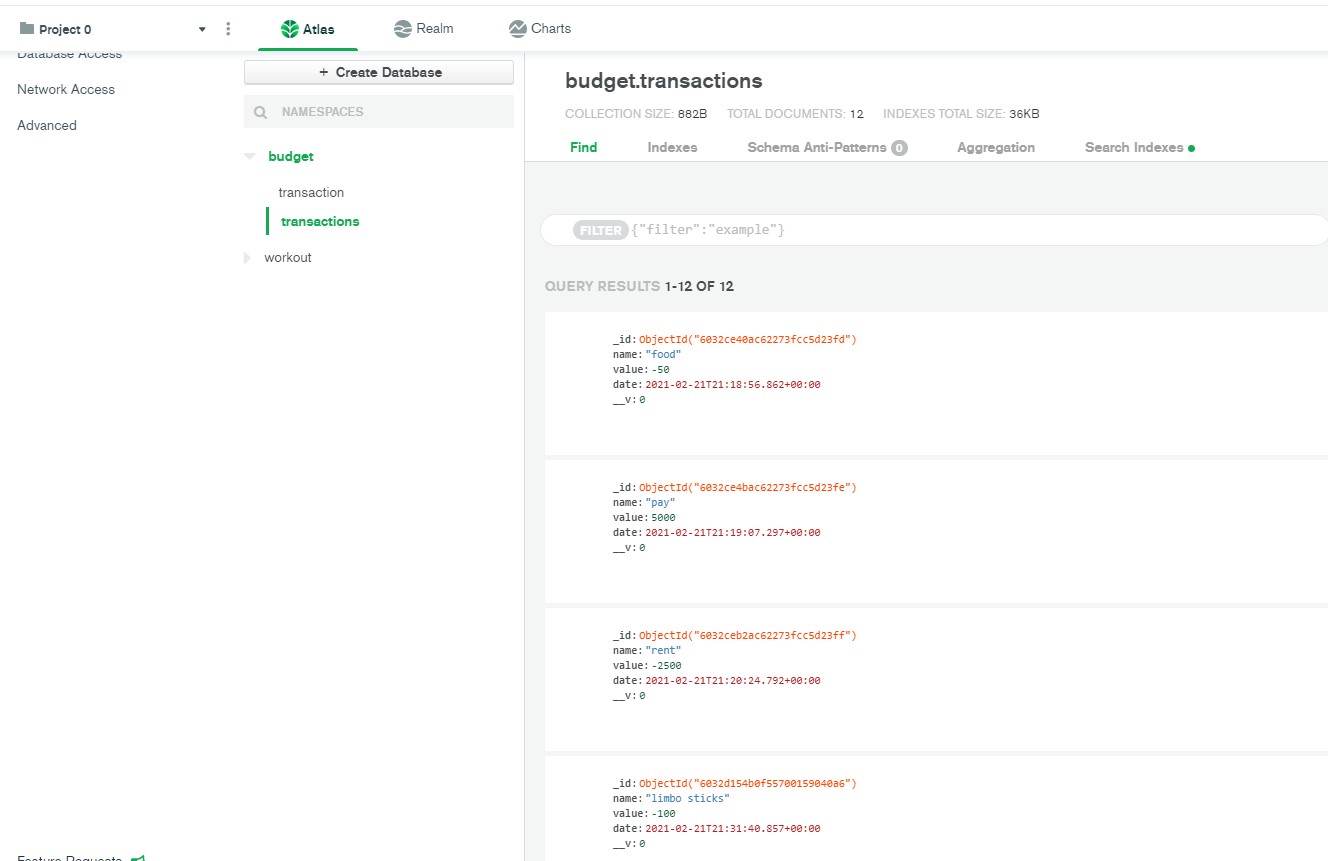 Project 0
Atlas
Realm
Charts
Database Access
Network Access
Advanced
Feature Requests
+ Create Database
NAMESPACES
budget
transaction
transactions
workout
budget.transactions
COLLECTION SIZE: 882B TOTAL DOCUMENTS: 12 INDEXES TOTAL SIZE: 36KB
Find Indexes Schema Anti-Patterns 0 Aggregation Search Indexes
FILTER {"filter":"example"}
QUERY RESULTS 1-12 OF 12
_id: ObjectId("6032ce40ac62273fcc5d23fd")
name: "food"
value: -50
date: 2021-02-21T21:18:56.862+00:00
__v: 0
_id: ObjectId("6032ce4bac62273fcc5d23fe")
name: "pay"
value: 5000
date: 2021-02-21T21:19:07.297+00:00
__v: 0
_id: ObjectId("6032ceb2ac62273fcc5d23ff")
name: "rent"
value: -2500
date: 2021-02-21T21:20:24.792+00:00
__v: 0
_id: ObjectId("6032d154b0f55700159040a6")
name: "limbo sticks"
value: -100
date: 2021-02-21T21:31:40.857+00:00
__v: 0